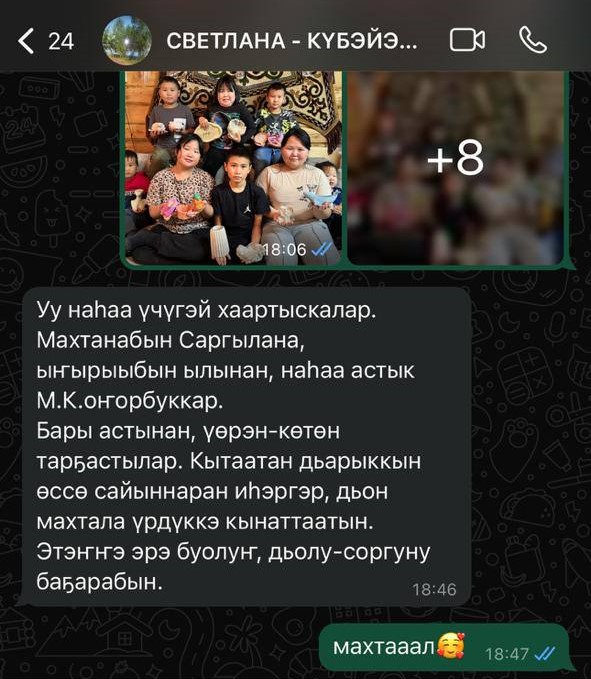 24
СВЕТЛАНА - КҮБЭЙЭ...
+8
18:06
Уу наһаа үчүгэй хаартыскалар.
Махтанабын Саргылана,
ыҥырыыбын ылынан, наһаа астык
М.К.оҥорбуккар.
Бары астынан, үөрэн-көтөн
тарҕастылар. Кытаатан дьарыккын
өссө сайыннаран иһэргэр, дьон
махтала үрдүккэ кынаттаатын.
Этэҥҥэ эрэ буолуҥ, дьолу-соргуну
баҕарабын.
18:46
махтааал🥰
18:47